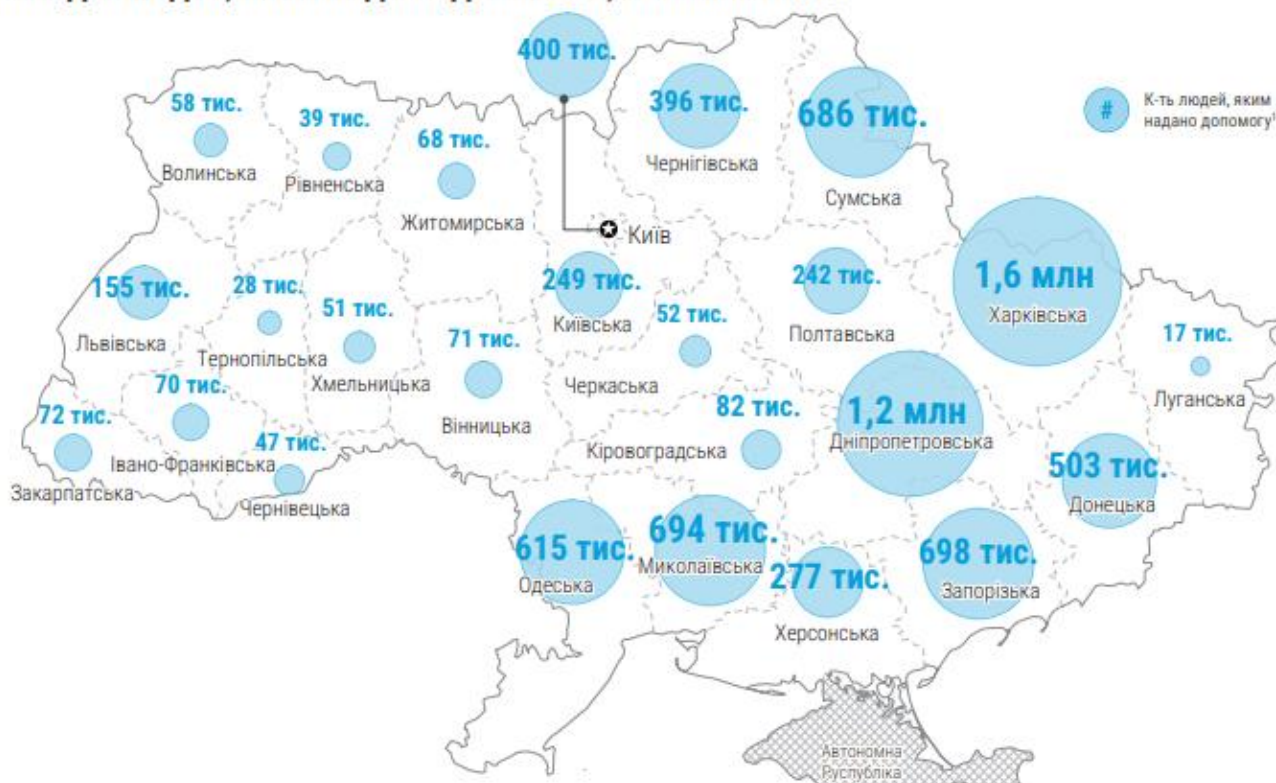 400 тис.
396 тис.
Чернігівська
686 тис.
Сумська
#
К-ть людей, яким
надано допомогу¹
58 тис.
Волинська
39 тис.
Рівненська
68 тис.
Житомирська
Київ
249 тис.
Київська
242 тис.
Полтавська
1,6 млн
Харківська
155 тис.
Львівська
28 тис.
Тернопільська
51 тис.
Хмельницька
71 тис.
Вінницька
52 тис.
Черкаська
17 тис.
Луганська
72 тис.
Закарпатська
70 тис.
Івано-Франківська
47 тис.
Чернівецька
82 тис.
Кіровоградська
1,2 млн
Дніпропетровська
503 тис.
Донецька
615 тис.
Одеська
694 тис.
Миколаївська
277 тис.
Херсонська
698 тис.
Запорізька
Автономна
Руспубліка